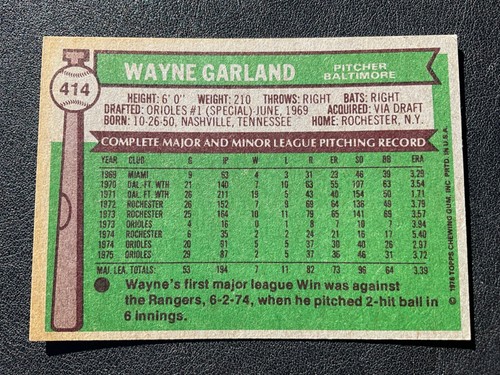 414
WAYNE GARLAND
PITCHER
BALTIMORE
HEIGHT: 6' 0" WEIGHT: 210 THROWS: RIGHT BATS: RIGHT
DRAFTED: ORIOLES #1 (SPECIAL)-JUNE, 1969 ACQUIRED: VIA DRAFT
BORN: 10-26-50, NASHVILLE, TENNESSEE HOME: ROCHESTER, N.Y.
COMPLETE MAJOR AND MINOR LEAGUE PITCHING RECORD
YEAR CLUB G IP W L R ER SO BB ERA
1969 MIAMI 9 63 4 3 31 23 46 39 3.29
1970 DAL. FT. WTH 21 140 7 10 63 55 107 63 3.54
1971 DAL. FT. WTH 26 211 19 5 43 40 154 50 1.71
1972 ROCHESTER 26 152 7 9 69 64 136 49 3.79
1973 ROCHESTER 25 164 10 11 79 65 141 69 3.57
1973 ORIOLES 4 16 0 1 7 7 10 7 3.94
1974 ROCHESTER 6 35 2 2 21 21 37 16 5.40
1974 ORIOLES 20 91 5 5 30 40 26 2.97
1975 ORIOLES 29 87 2 5 46 31 3.72
MAJ. LEA. TOTALS: 53 194 7 11 82 73 96 64 3.39
Wayne's first major league Win was against
the Rangers, 6-2-74, when he pitched 2-hit ball in
6 innings.
© 1976 TOPPS CHEWING GUM, INC. PRTD. IN U.S.A.